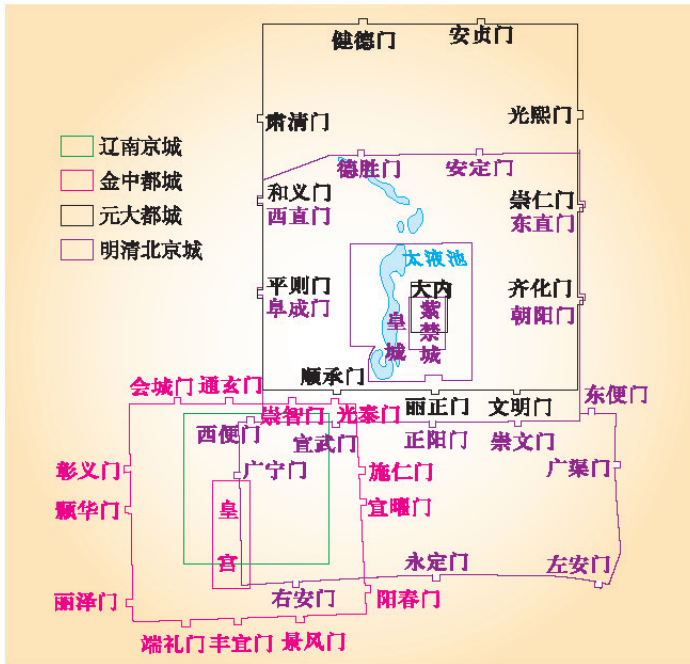 健德门
安贞门
肃清门
光熙门
辽南京城
金中都城
元大都城
明清北京城
德胜门
安定门
和义门
西直门
崇仁门
东直门
太液池
平则门
阜成门
大内
紫禁城
皇城
齐化门
朝阳门
顺承门
丽正门
文明门
东便门
会城门
通玄门
崇智门
光泰门
西便门
宣武门
正阳门
崇文门
彰义门
广宁门
施仁门
广渠门
颢华门
皇宫
宣曜门
永定门
左安门
丽泽门
右安门
阳春门
端礼门
丰宜门
景风门